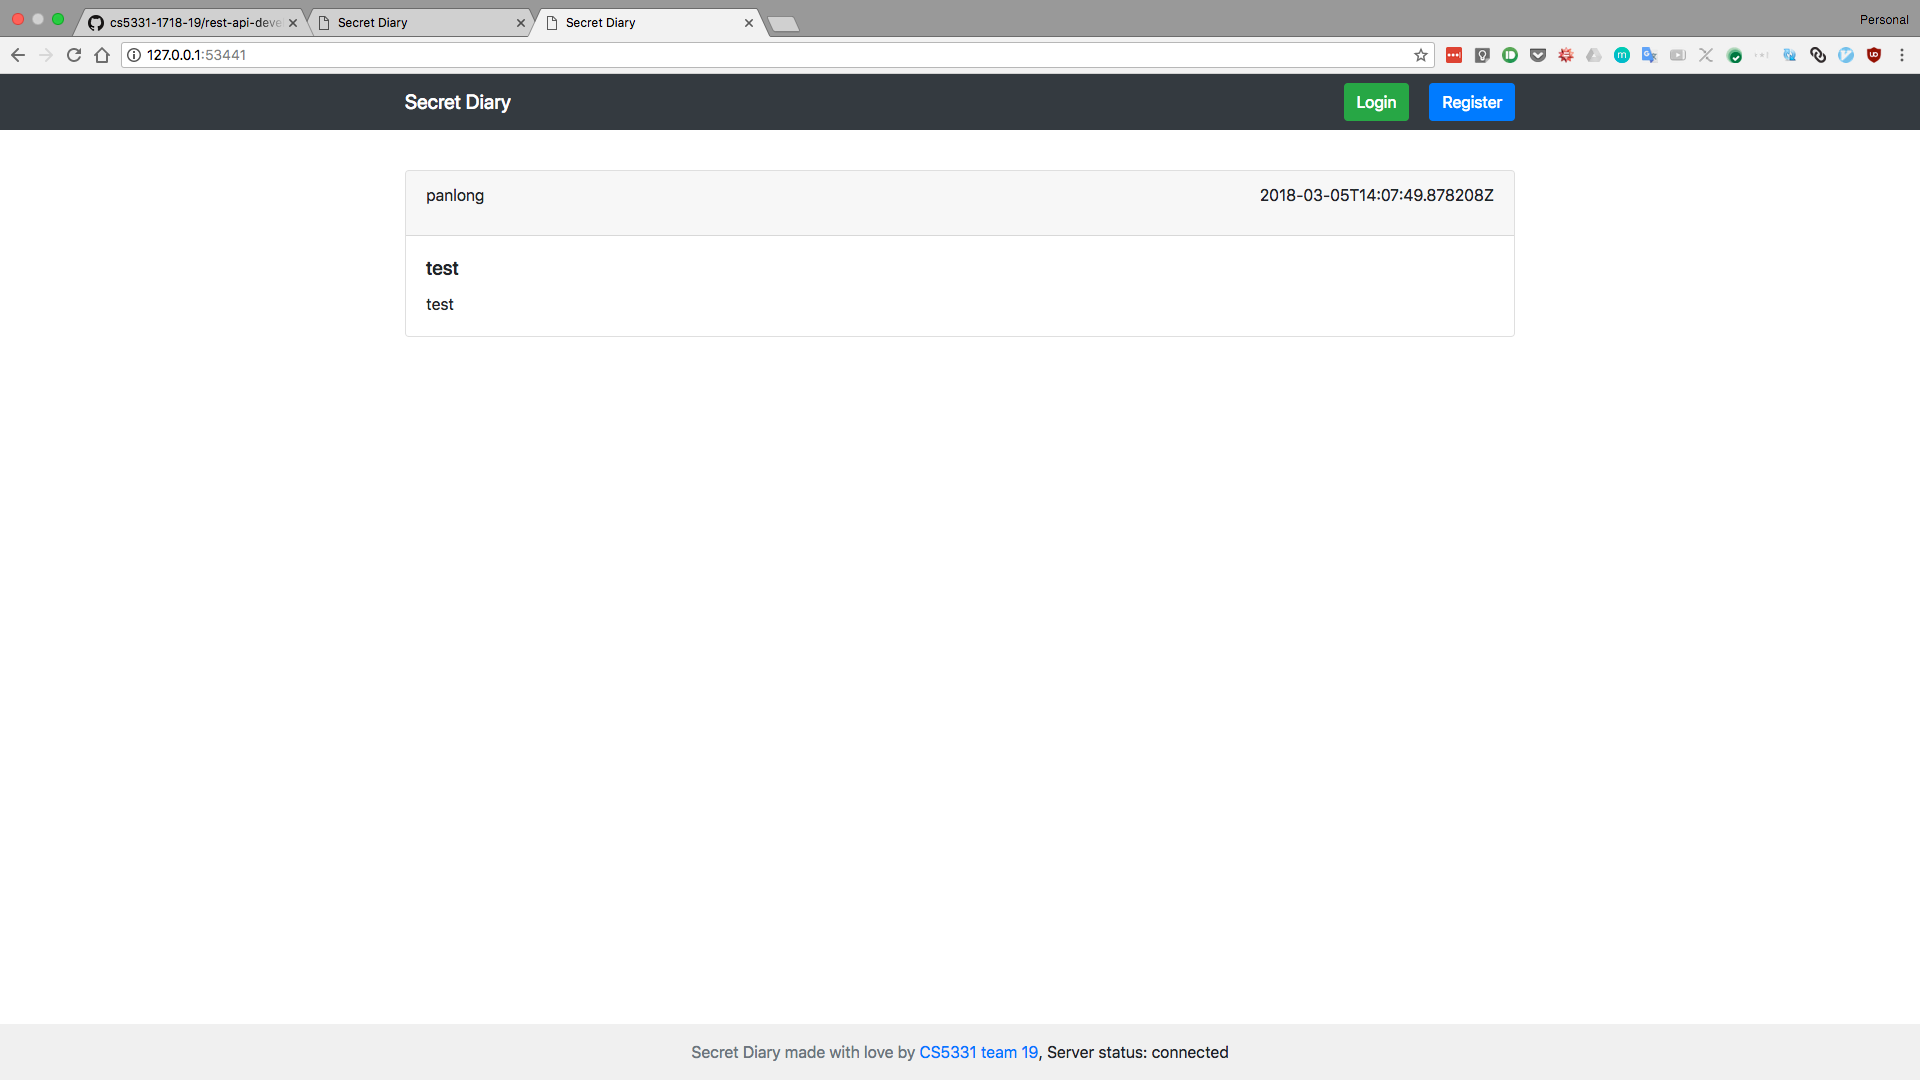 cs5331-1718-19/rest-api-deve
Secret Diary
Secret Diary
Personal
127.0.0.1:53441
Secret Diary
Login
Register
panlong
2018-03-05T14:07:49.878208Z
test
test
Secret Diary made with love by CS5331 team 19, Server status: connected